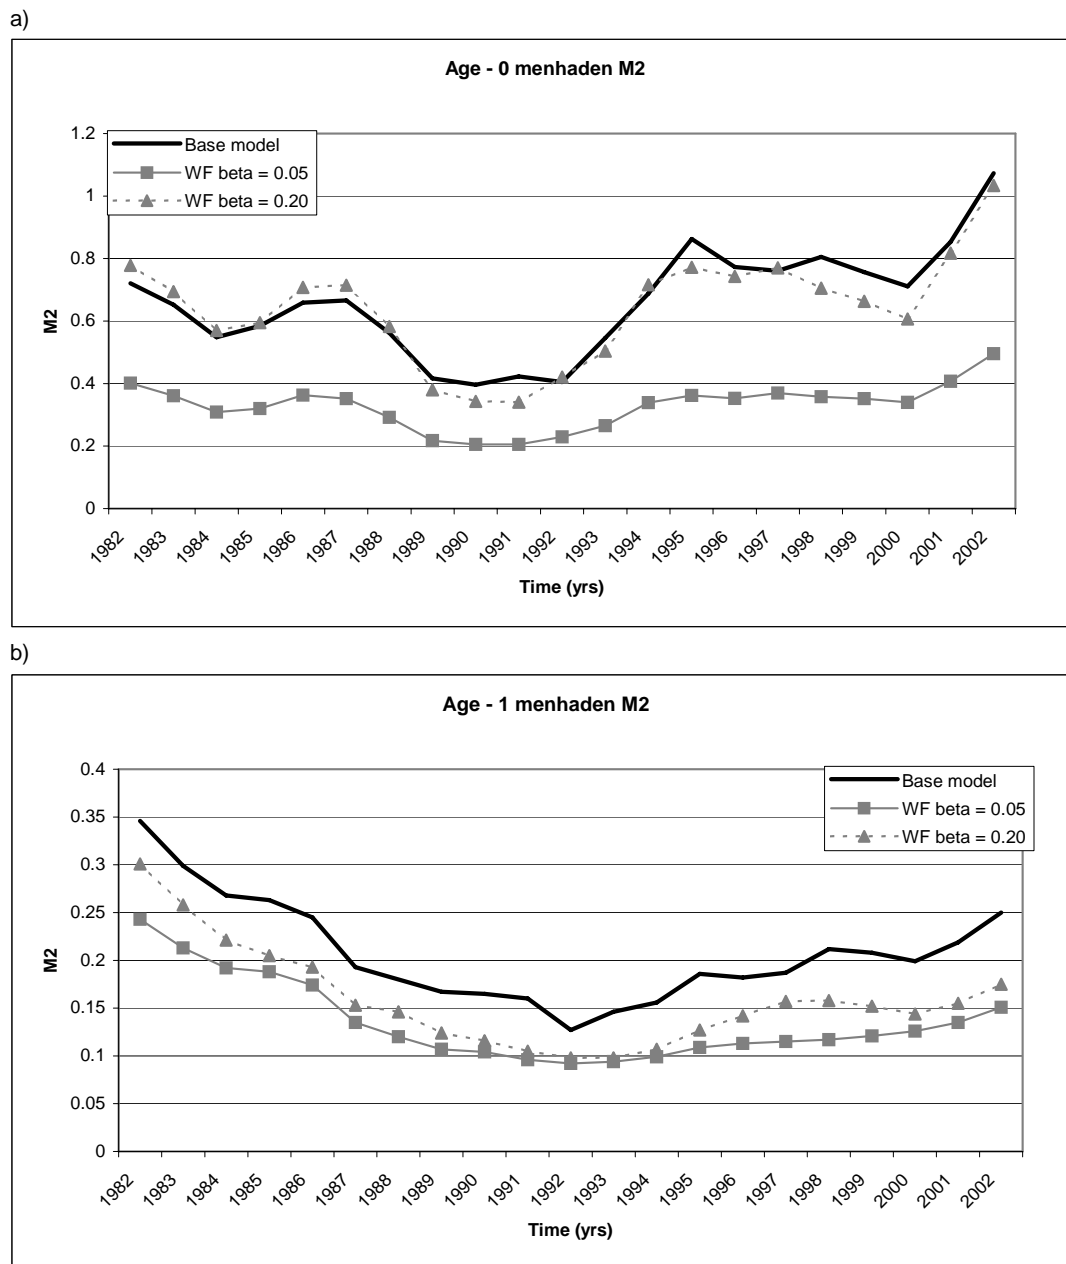 a)
Age - 0 menhaden M2
Base model
WF beta = 0.05
WF beta = 0.20
1.2
1
0.8
0.6
0.4
0.2
0
M2
1982 1983 1984 1985 1986 1987 1988 1989 1990 1991 1992 1993 1994 1995 1996 1997 1998 1999 2000 2001 2002
Time (yrs)
b)
Age - 1 menhaden M2
Base model
WF beta = 0.05
WF beta = 0.20
0.4
0.35
0.3
0.25
0.2
0.15
0.1
0.05
0
M2
1982 1983 1984 1985 1986 1987 1988 1989 1990 1991 1992 1993 1994 1995 1996 1997 1998 1999 2000 2001 2002
Time (yrs)